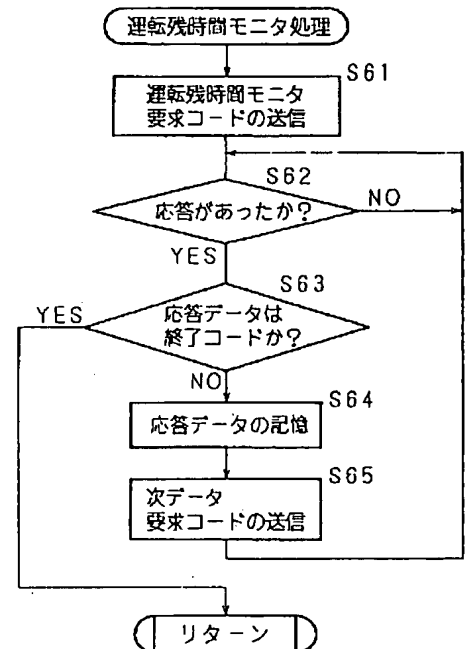 運転残時間モニタ処理
S61
運転残時間モニタ
要求コードの送信
S62
応答があったか?
NO
YES
S63
応答データは
終了コードか?
YES
NO
S64
応答データの記憶
S65
次データ
要求コードの送信
リターン